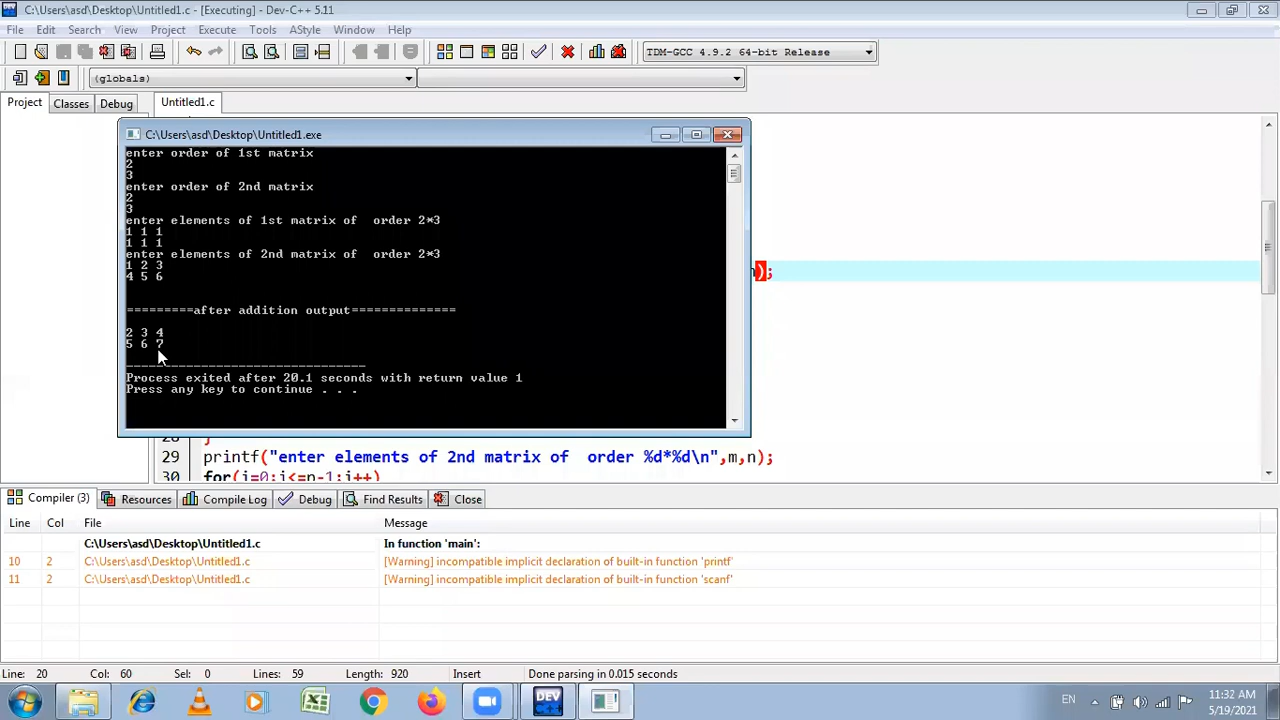 C:\Users\asd\Desktop\Untitled1.c - [Executing] - Dev-C++ 5.11
File Edit Search View Project Execute Tools AStyle Window Help
TDM-GCC 4.9.2 64-bit Release
(globals)
Project Classes Debug Untitled1.c
C:\Users\asd\Desktop\Untitled1.exe
enter order of 1st matrix
2
3
enter order of 2nd matrix
2
3
enter elements of 1st matrix of  order 2*3
1 1 1
1 1 1
enter elements of 2nd matrix of  order 2*3
1 2 3
4 5 6
);
=========after addition output==============
2 3 4
5 6 7
--------------------------------
Process exited after 20.1 seconds with return value 1
Press any key to continue . . .
28 }
29 printf("enter elements of 2nd matrix of  order %d*%d\n",m,n);
30 for(i=0;i<=p-1;i++)
Compiler (3) Resources Compile Log Debug Find Results Close
Line Col File Message
C:\Users\asd\Desktop\Untitled1.c In function 'main':
10 2 C:\Users\asd\Desktop\Untitled1.c [Warning] incompatible implicit declaration of built-in function 'printf'
11 2 C:\Users\asd\Desktop\Untitled1.c [Warning] incompatible implicit declaration of built-in function 'scanf'
Line: 20 Col: 60 Sel: 0 Lines: 59 Length: 920 Insert Done parsing in 0.015 seconds
DEV
EN 11:32 AM
5/19/2021